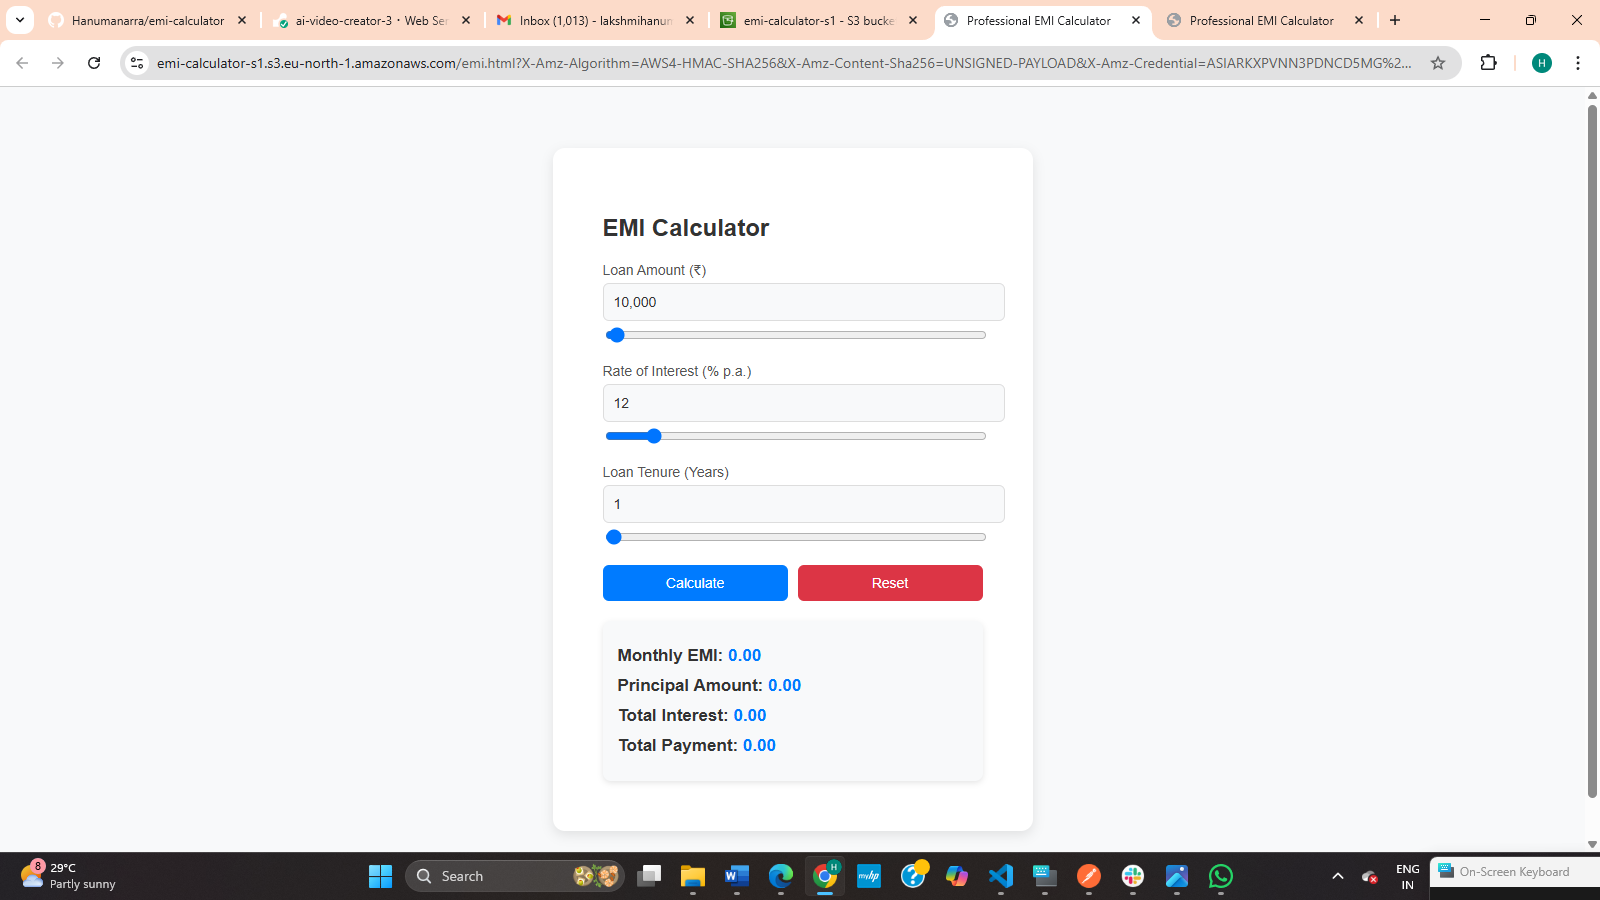 Hanumanarra/emi-calculator
ai-video-creator-3 · Web Ser
Inbox (1,013) - lakshmihanum
emi-calculator-s1 - S3 bucke
Professional EMI Calculator
Professional EMI Calculator
emi-calculator-s1.s3.eu-north-1.amazonaws.com/emi.html?X-Amz-Algorithm=AWS4-HMAC-SHA256&X-Amz-Content-Sha256=UNSIGNED-PAYLOAD&X-Amz-Credential=ASIARKXPVNN3PDNCD5MG%2...
H
EMI Calculator
Loan Amount (₹)
10,000
Rate of Interest (% p.a.)
12
Loan Tenure (Years)
1
Calculate
Reset
Monthly EMI: 0.00
Principal Amount: 0.00
Total Interest: 0.00
Total Payment: 0.00
8
29°C
Partly sunny
Search
W
H
myhp
?
ENG
IN
On-Screen Keyboard